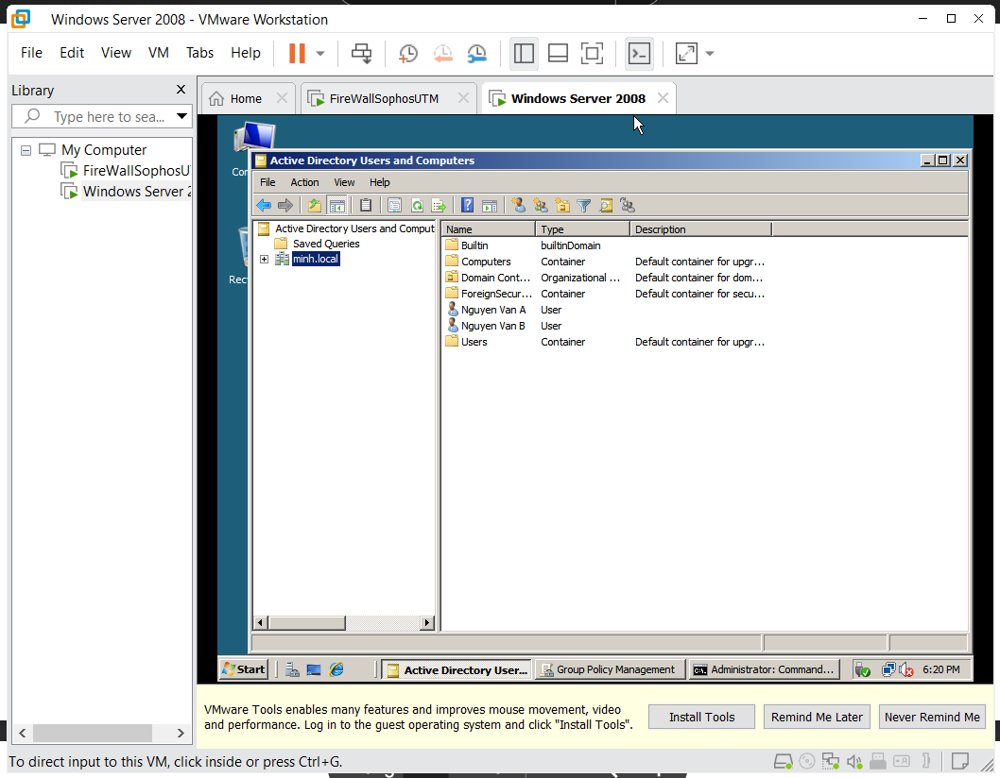 Windows Server 2008 - VMware Workstation
File Edit View VM Tabs Help
Library
Type here to sea...
My Computer
FireWallSophosU
Windows Server 2
Home
FireWallSophosUTM
Windows Server 2008
Con
Rec
Active Directory Users and Computers
File Action View Help
Active Directory Users and Comput
Saved Queries
minh.local
Name Type Description
Builtin builtinDomain
Computers Container Default container for upgr...
Domain Cont... Organizational ... Default container for dom...
ForeignSecur... Container Default container for secu...
Nguyen Van A User
Nguyen Van B User
Users Container Default container for upgr...
Start
Active Directory User...
Group Policy Management
Administrator: Command...
6:20 PM
VMware Tools enables many features and improves mouse movement, video
and performance. Log in to the guest operating system and click "Install Tools".
Install Tools
Remind Me Later
Never Remind Me
To direct input to this VM, click inside or press Ctrl+G.